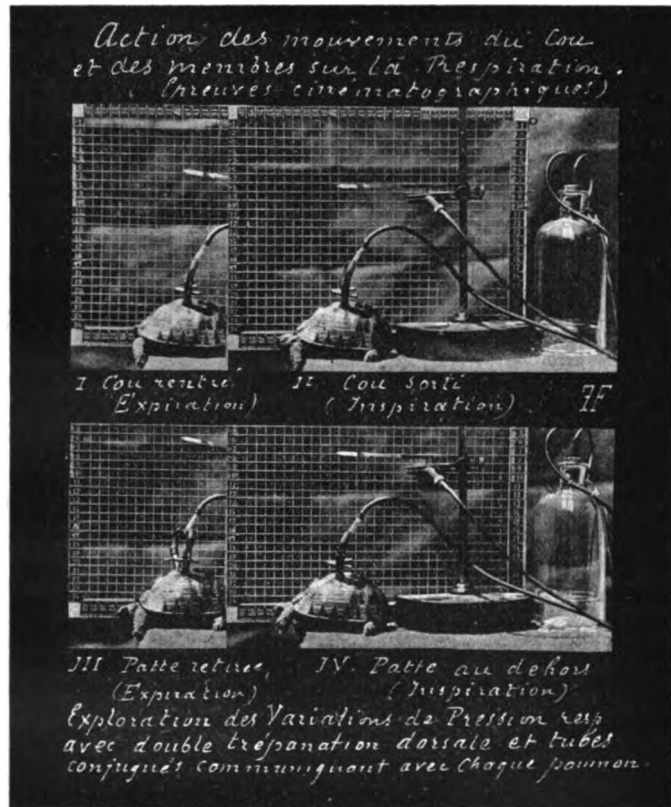 Action des mouvements du Cou
et des membres sur la Respiration.
(Epreuves cinématographiques)
I Cou rentré
(Expiration)
II Cou sorti
(Inspiration)
FF
III Patte retirée
(Expiration)
IV. Patte au dehors
(Inspiration)
Exploration des Variations de Pression resp.
avec double trépanation dorsale et tubes
conjugués communiquant avec chaque poumon.